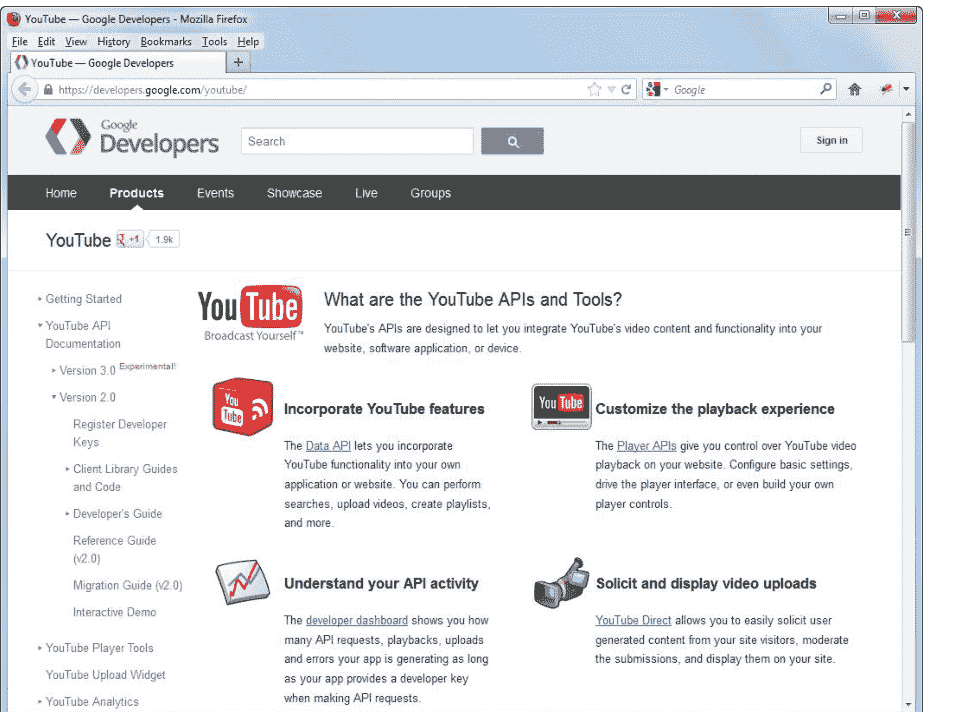 YouTube — Google Developers - Mozilla Firefox
File Edit View History Bookmarks Tools Help
YouTube — Google Developers
https://developers.google.com/youtube/
Google
Google
Developers
Search
Sign in
Home Products Events Showcase Live Groups
YouTube +1 1.9k
Getting Started
YouTube API
Documentation
Version 3.0 Experimental!
Version 2.0
Register Developer
Keys
Client Library Guides
and Code
Developer's Guide
Reference Guide
(v2.0)
Migration Guide (v2.0)
Interactive Demo
YouTube Player Tools
YouTube Upload Widget
YouTube Analytics
YouTube
Broadcast Yourself™
What are the YouTube APIs and Tools?
YouTube's APIs are designed to let you integrate YouTube's video content and functionality into your
website, software application, or device.
You
Tube
Incorporate YouTube features
The Data API lets you incorporate
YouTube functionality into your own
application or website. You can perform
searches, upload videos, create playlists,
and more.
YouTube
Customize the playback experience
The Player APIs give you control over YouTube video
playback on your website. Configure basic settings,
drive the player interface, or even build your own
player controls.
Understand your API activity
The developer dashboard shows you how
many API requests, playbacks, uploads
and errors your app is generating as long
as your app provides a developer key
when making API requests.
Solicit and display video uploads
YouTube Direct allows you to easily solicit user
generated content from your site visitors, moderate
the submissions, and display them on your site.